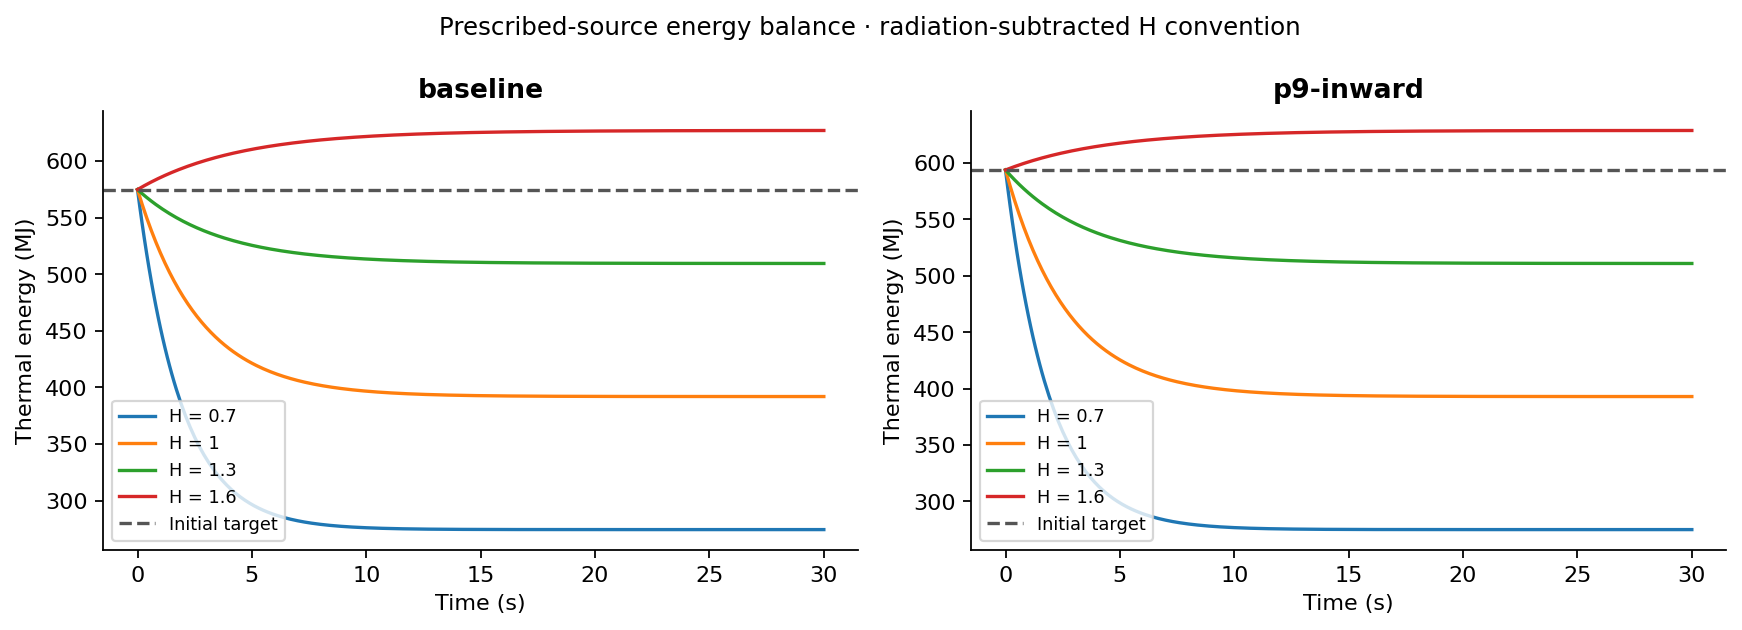 Prescribed-source energy balance · radiation-subtracted H convention
baseline
Thermal energy (MJ)
600
550
500
450
400
350
300
H = 0.7
H = 1
H = 1.3
H = 1.6
Initial target
0 5 10 15 20 25 30
Time (s)
p9-inward
Thermal energy (MJ)
600
550
500
450
400
350
300
H = 0.7
H = 1
H = 1.3
H = 1.6
Initial target
0 5 10 15 20 25 30
Time (s)